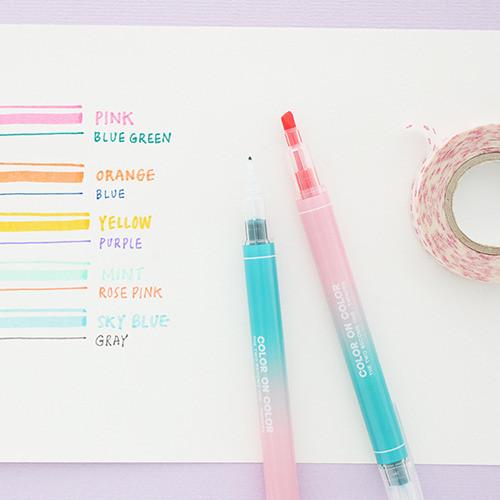 PINK
BLUE GREEN
ORANGE
BLUE
YELLOW
PURPLE
MINT
ROSE PINK
SKY BLUE
GRAY
COLOR ON COLOR
COLOR ON COLOR